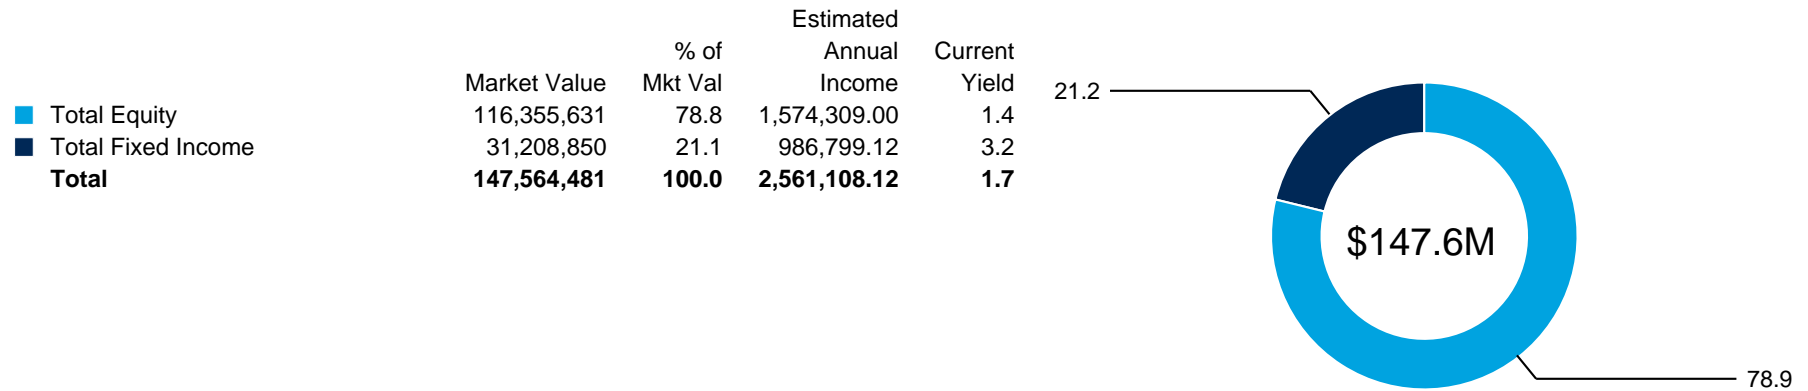 Estimated
% of Annual Current
Market Value Mkt Val Income Yield
Total Equity 116,355,631 78.8 1,574,309.00 1.4
Total Fixed Income 31,208,850 21.1 986,799.12 3.2
Total 147,564,481 100.0 2,561,108.12 1.7
21.2
$147.6M
78.9